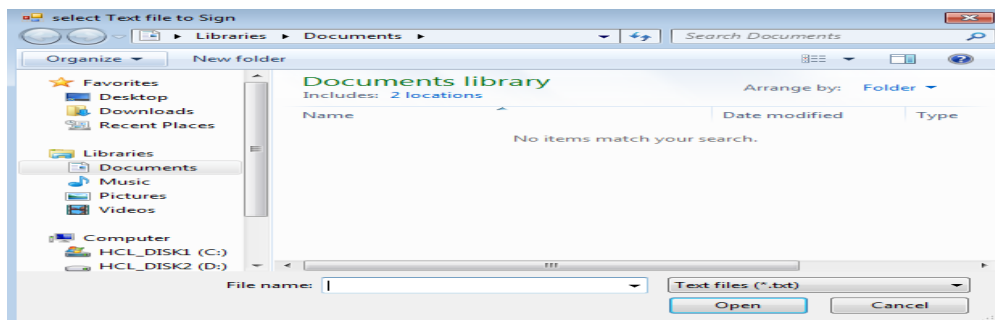 select Text file to Sign
Libraries Documents
Search Documents
Organize New folder
Favorites
Desktop
Downloads
Recent Places
Libraries
Documents
Music
Pictures
Videos
Computer
HCL_DISK1 (C:)
HCL_DISK2 (D:)
Documents library
Includes: 2 locations
Arrange by: Folder
Name Date modified Type
No items match your search.
File name: Text files (*.txt)
Open Cancel